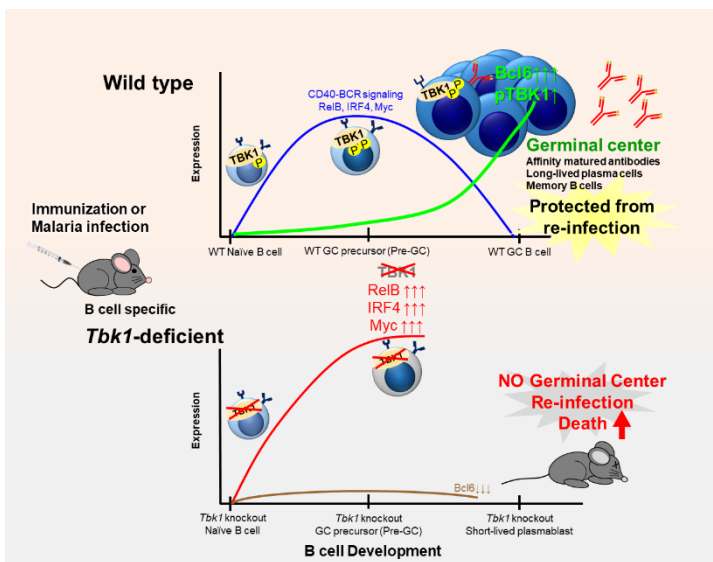 Wild type
CD40-BCR signaling
RelB, IRF4, Myc
TBK1
P
TBK1
P P
TBK1
P
P
Bcl6↑↑↑
pTBK1↑
Germinal center
Affinity matured antibodies
Long-lived plasma cells
Memory B cells
Protected from
re-infection
Expression
WT Naïve B cell
WT GC precursor (Pre-GC)
WT GC B cell
Immunization or
Malaria infection
B cell specific
Tbk1-deficient
TBK1
RelB ↑↑↑
IRF4 ↑↑↑
Myc ↑↑↑
TBK1
TBK1
NO Germinal Center
Re-infection
Death
Expression
Bcl6↓↓↓
Tbk1 knockout
Naïve B cell
Tbk1 knockout
GC precursor (Pre-GC)
Tbk1 knockout
Short-lived plasmablast
B cell Development